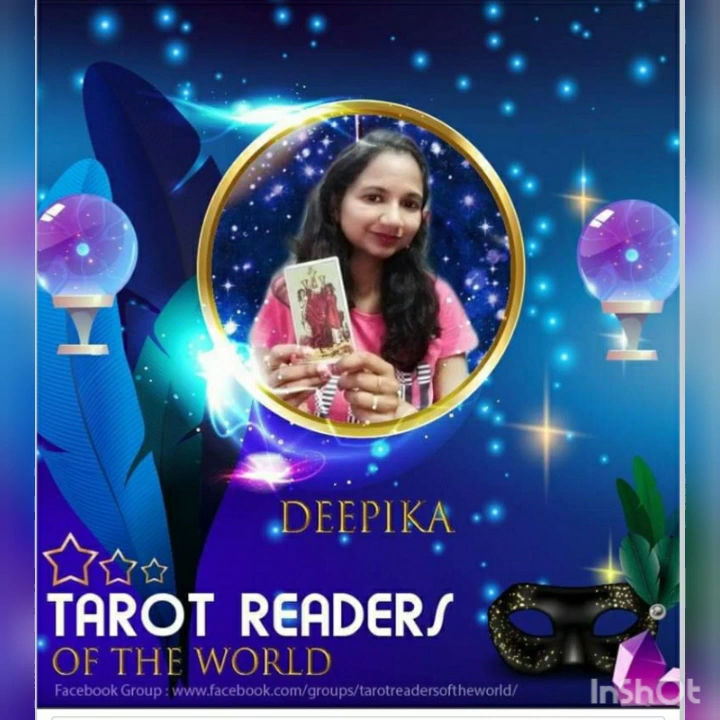 DEEPIKA
TAROT READERS
OF THE WORLD
Facebook Group : www.facebook.com/groups/tarotreadersoftheworld/
InShOt